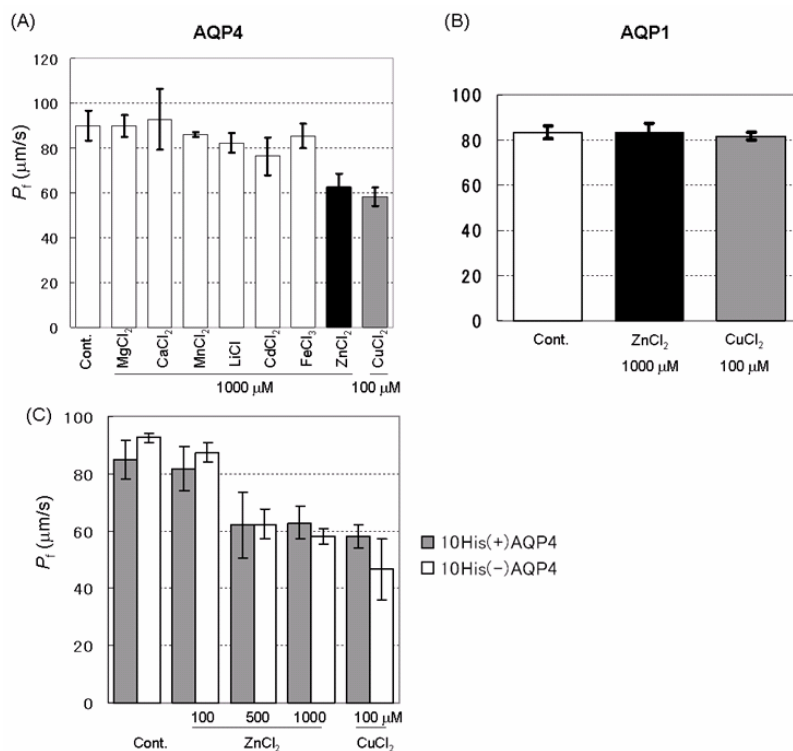 (A)
AQP4
120
100
80
60
40
20
0
P_f (μm/s)
Cont.
MgCl₂
CaCl₂
MnCl₂
LiCl
CdCl₂
FeCl₃
ZnCl₂
CuCl₂
1000 μM
100 μM
(B)
AQP1
100
80
60
40
20
0
Cont.
ZnCl₂
CuCl₂
1000 μM
100 μM
(C)
100
80
60
40
20
0
P_f (μm/s)
100 500 1000 100 μM
Cont. ZnCl₂ CuCl₂
10His(+)AQP4
10His(-)AQP4